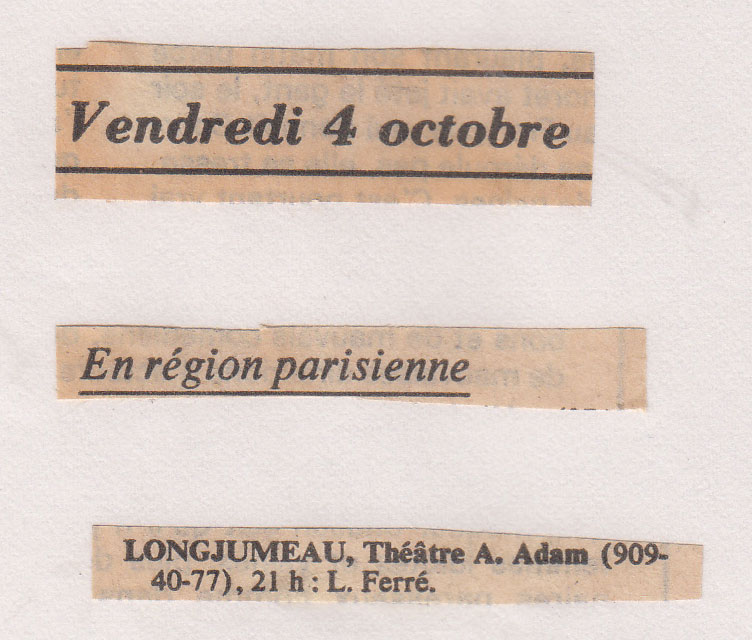 Vendredi 4 octobre
En région parisienne
LONGJUMEAU, Théâtre A. Adam (909-
40-77), 21 h : L. Ferré.